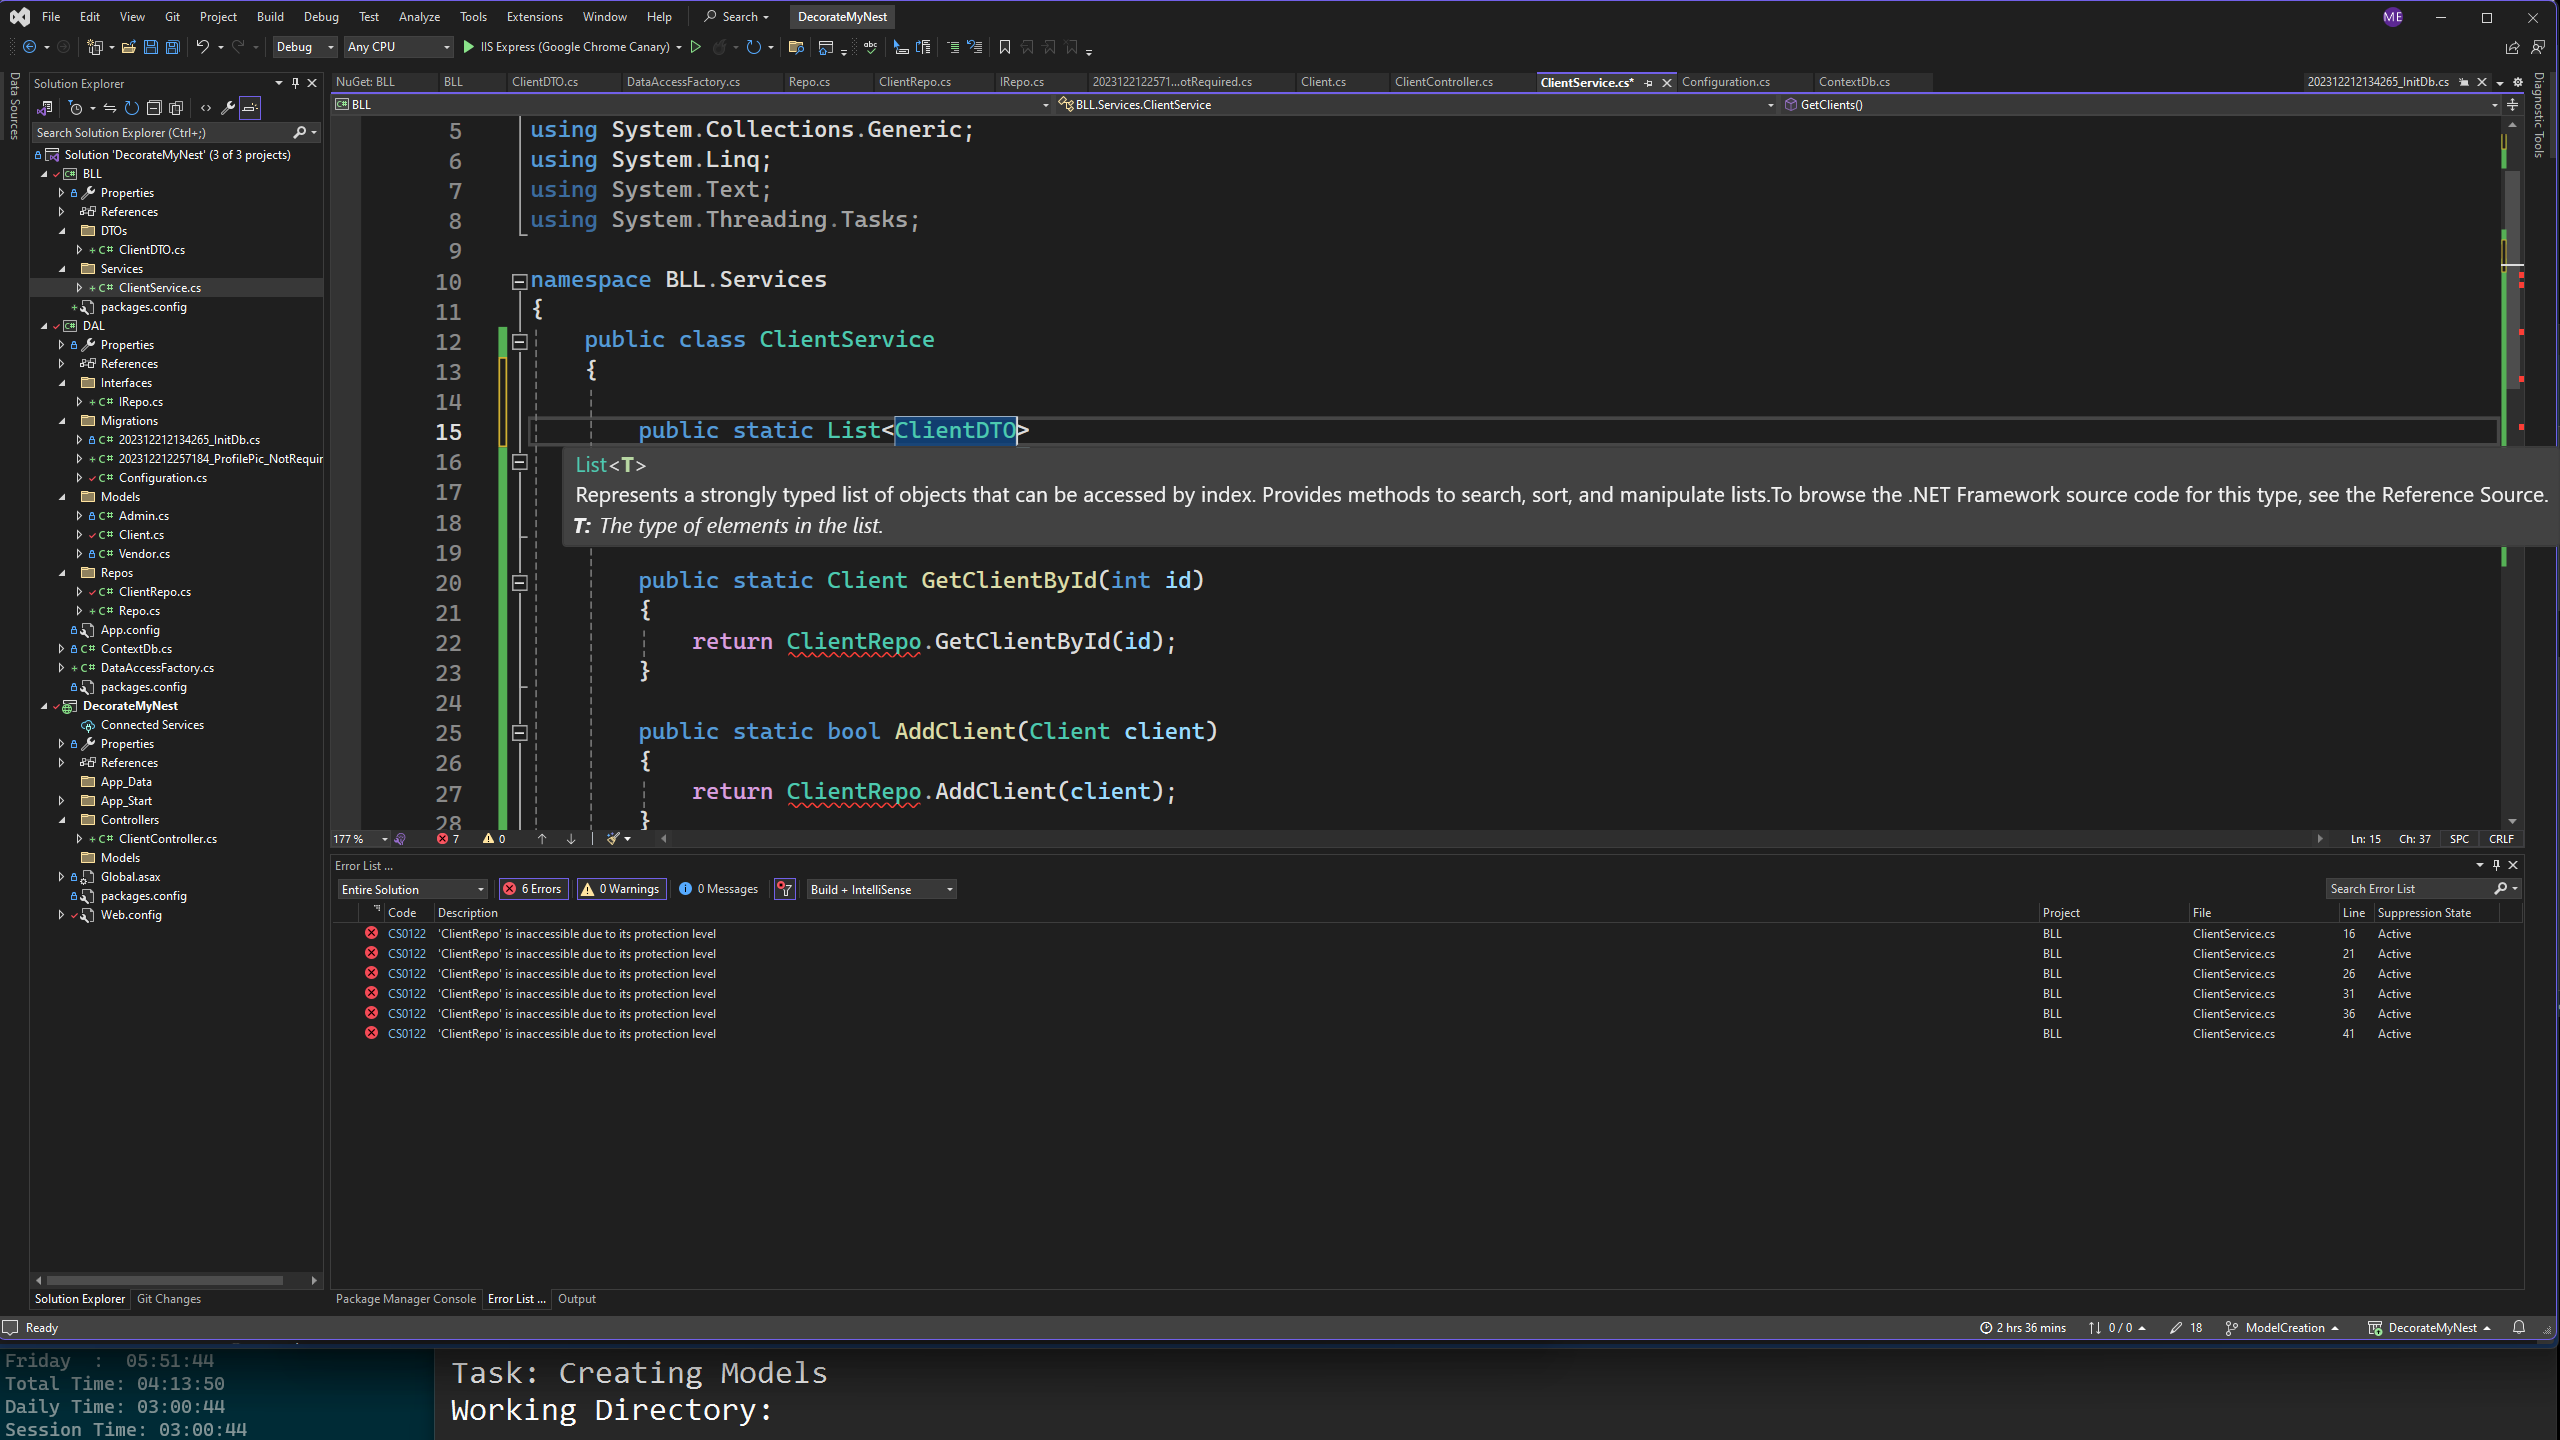 File Edit View Git Project Build Debug Test Analyze Tools Extensions Window Help Search DecorateMyNest ME
Debug Any CPU IIS Express (Google Chrome Canary)
Data Sources
Solution Explorer
Search Solution Explorer (Ctrl+;)
Solution 'DecorateMyNest' (3 of 3 projects)
BLL
Properties
References
DTOs
C# ClientDTO.cs
Services
C# ClientService.cs
packages.config
DAL
Properties
References
Interfaces
C# IRepo.cs
Migrations
C# 202312212134265_InitDb.cs
C# 202312212257184_ProfilePic_NotRequir
C# Configuration.cs
Models
C# Admin.cs
C# Client.cs
C# Vendor.cs
Repos
C# ClientRepo.cs
C# Repo.cs
App.config
C# ContextDb.cs
C# DataAccessFactory.cs
packages.config
DecorateMyNest
Connected Services
Properties
References
App_Data
App_Start
Controllers
C# ClientController.cs
Models
Global.asax
packages.config
Web.config
Solution Explorer Git Changes
NuGet: BLL BLL ClientDTO.cs DataAccessFactory.cs Repo.cs ClientRepo.cs IRepo.cs 2023122122571...otRequired.cs Client.cs ClientController.cs ClientService.cs* Configuration.cs ContextDb.cs 202312212134265_InitDb.cs
C# BLL BLL.Services.ClientService GetClients()
5 using System.Collections.Generic;
6 using System.Linq;
7 using System.Text;
8 using System.Threading.Tasks;
9
10 namespace BLL.Services
11 {
12 public class ClientService
13 {
14
15 public static List<ClientDTO>
16 List<T>
17 Represents a strongly typed list of objects that can be accessed by index. Provides methods to search, sort, and manipulate lists.To browse the .NET Framework source code for this type, see the Reference Source.
18 T: The type of elements in the list.
19
20 public static Client GetClientById(int id)
21 {
22 return ClientRepo.GetClientById(id);
23 }
24
25 public static bool AddClient(Client client)
26 {
27 return ClientRepo.AddClient(client);
28 }
177 % 7 0 Ln: 15 Ch: 37 SPC CRLF
Diagnostic Tools
Error List ...
Entire Solution 6 Errors 0 Warnings 0 Messages Build + IntelliSense Search Error List
Code Description Project File Line Suppression State
CS0122 'ClientRepo' is inaccessible due to its protection level BLL ClientService.cs 16 Active
CS0122 'ClientRepo' is inaccessible due to its protection level BLL ClientService.cs 21 Active
CS0122 'ClientRepo' is inaccessible due to its protection level BLL ClientService.cs 26 Active
CS0122 'ClientRepo' is inaccessible due to its protection level BLL ClientService.cs 31 Active
CS0122 'ClientRepo' is inaccessible due to its protection level BLL ClientService.cs 36 Active
CS0122 'ClientRepo' is inaccessible due to its protection level BLL ClientService.cs 41 Active
Package Manager Console Error List ... Output
Ready 2 hrs 36 mins 0 / 0 18 ModelCreation DecorateMyNest
Friday : 05:51:44
Total Time: 04:13:50
Daily Time: 03:00:44
Session Time: 03:00:44
Task: Creating Models
Working Directory: